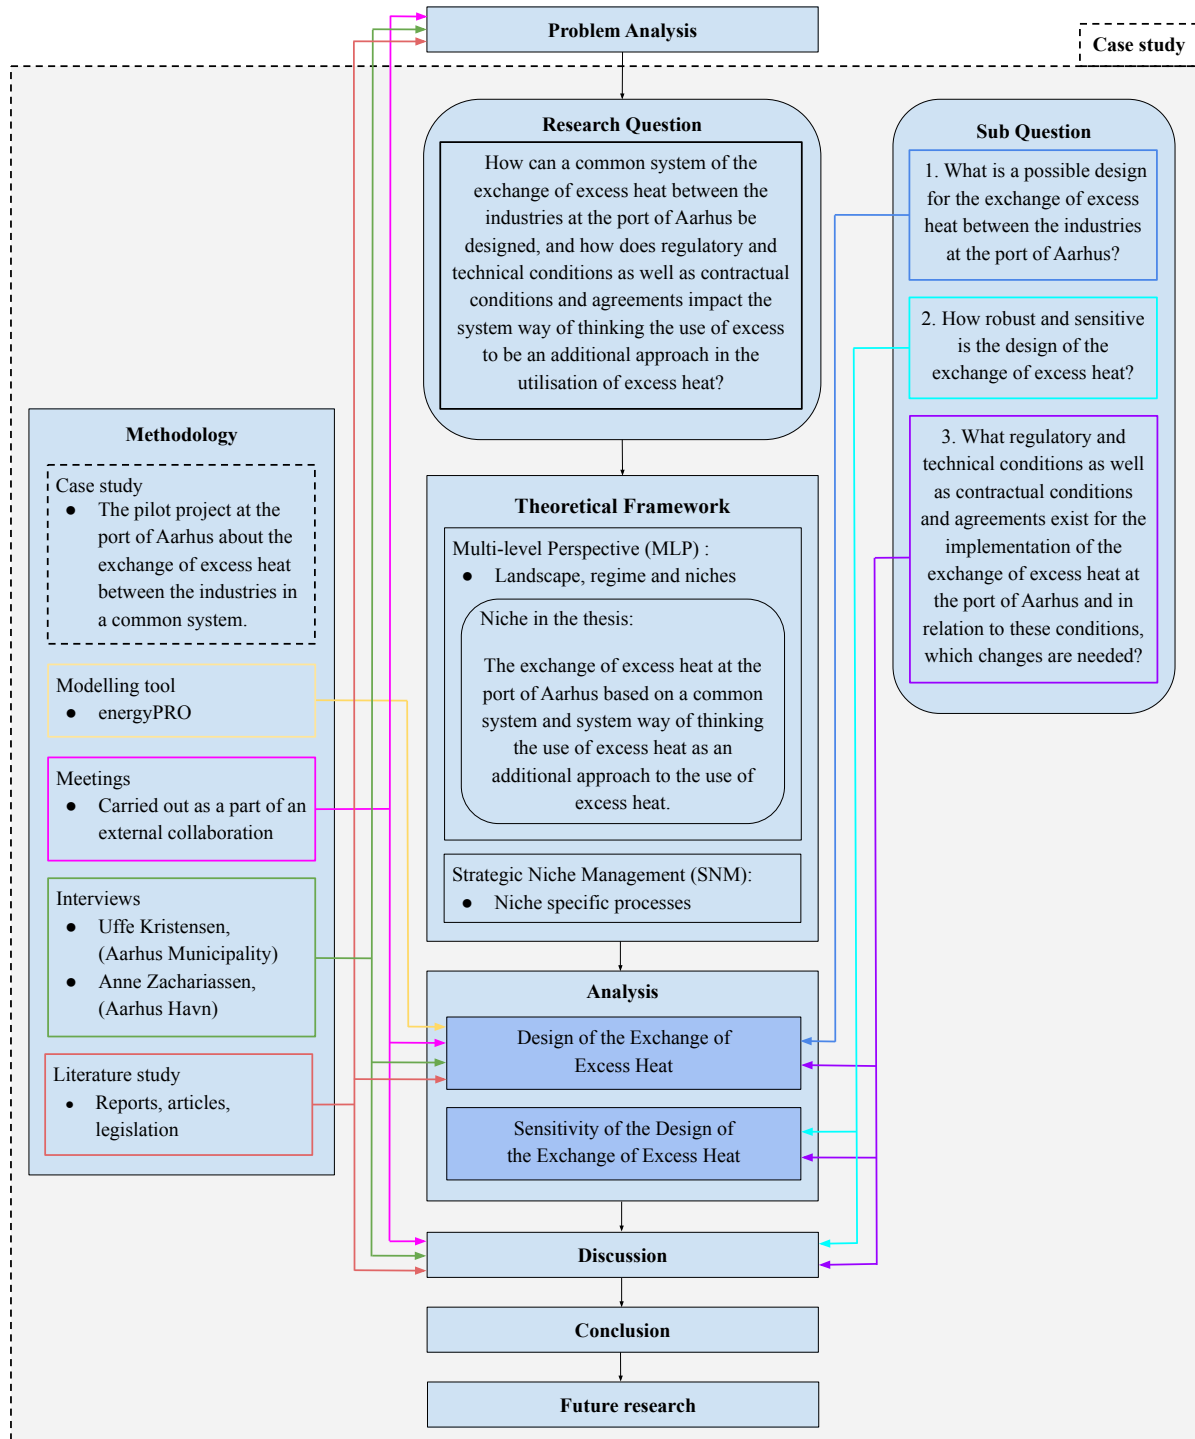 Problem Analysis
Case study
Research Question
How can a common system of the
exchange of excess heat between the
industries at the port of Aarhus be
designed, and how does regulatory and
technical conditions as well as contractual
conditions and agreements impact the
system way of thinking the use of excess
to be an additional approach in the
utilisation of excess heat?
Sub Question
1. What is a possible design
for the exchange of excess
heat between the industries
at the port of Aarhus?
2. How robust and sensitive
is the design of the
exchange of excess heat?
3. What regulatory and
technical conditions as well
as contractual conditions
and agreements exist for the
implementation of the
exchange of excess heat at
the port of Aarhus and in
relation to these conditions,
which changes are needed?
Methodology
Case study
● The pilot project at the
port of Aarhus about the
exchange of excess heat
between the industries in
a common system.
Modelling tool
● energyPRO
Meetings
● Carried out as a part of an
external collaboration
Interviews
● Uffe Kristensen,
(Aarhus Municipality)
● Anne Zachariassen,
(Aarhus Havn)
Literature study
● Reports, articles,
legislation
Theoretical Framework
Multi-level Perspective (MLP) :
● Landscape, regime and niches
Niche in the thesis:
The exchange of excess heat at the
port of Aarhus based on a common
system and system way of thinking
the use of excess heat as an
additional approach to the use of
excess heat.
Strategic Niche Management (SNM):
● Niche specific processes
Analysis
Design of the Exchange of
Excess Heat
Sensitivity of the Design of
the Exchange of Excess Heat
Discussion
Conclusion
Future research